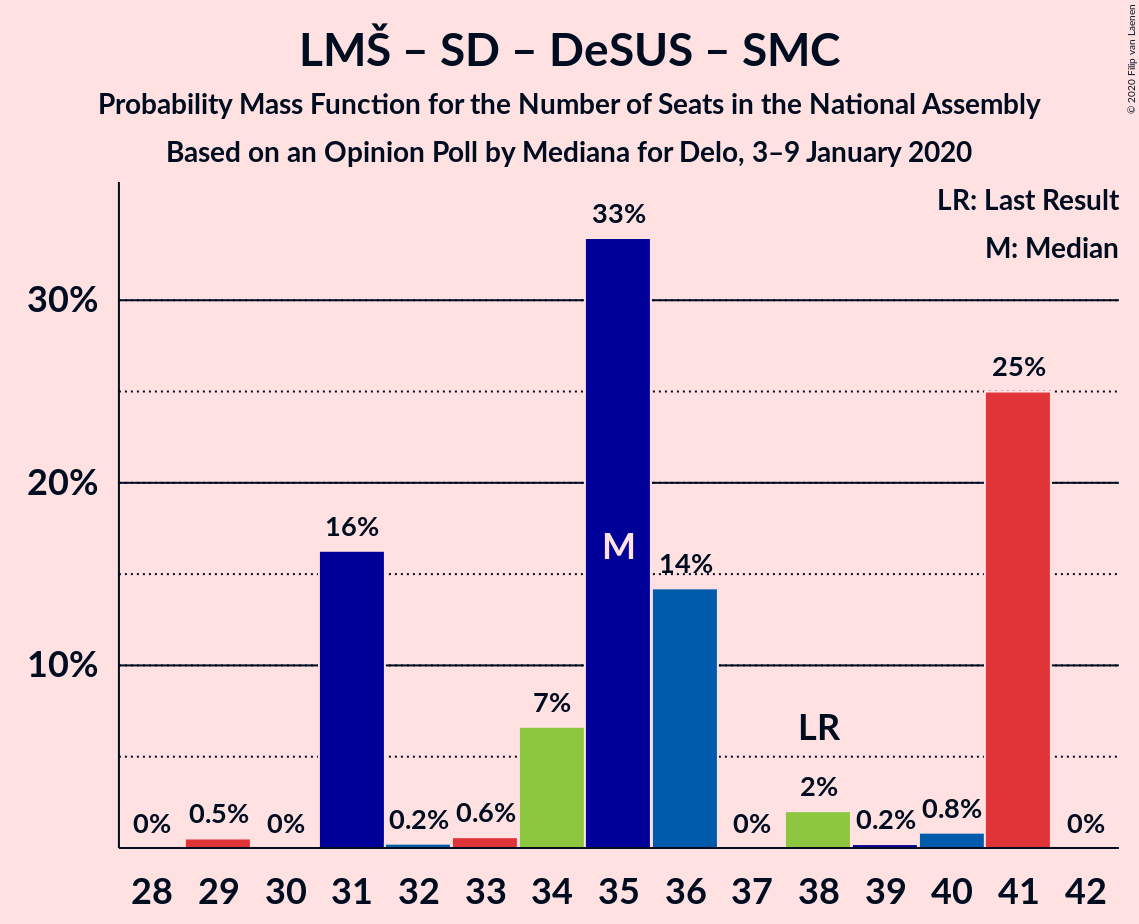 LMŠ – SD – DeSUS – SMC
Probability Mass Function for the Number of Seats in the National Assembly
Based on an Opinion Poll by Mediana for Delo, 3–9 January 2020
© 2020 Filip van Laenen
LR: Last Result
M: Median
30%
20%
10%
0% 0.5% 0% 16% 0.2% 0.6% 7% 33% 14% 0% 2% 0.2% 0.8% 25% 0%
M
LR
28 29 30 31 32 33 34 35 36 37 38 39 40 41 42